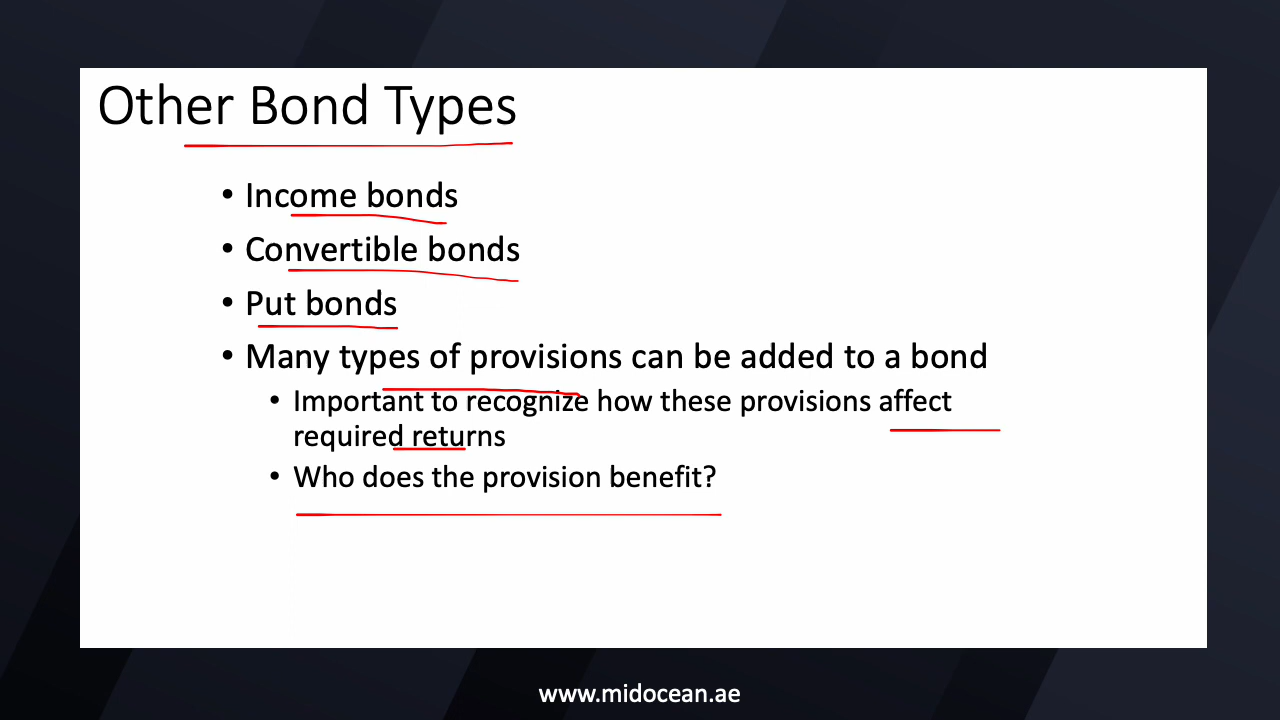 Other Bond Types
• Income bonds
• Convertible bonds
• Put bonds
• Many types of provisions can be added to a bond
• Important to recognize how these provisions affect
required returns
• Who does the provision benefit?
www.midocean.ae